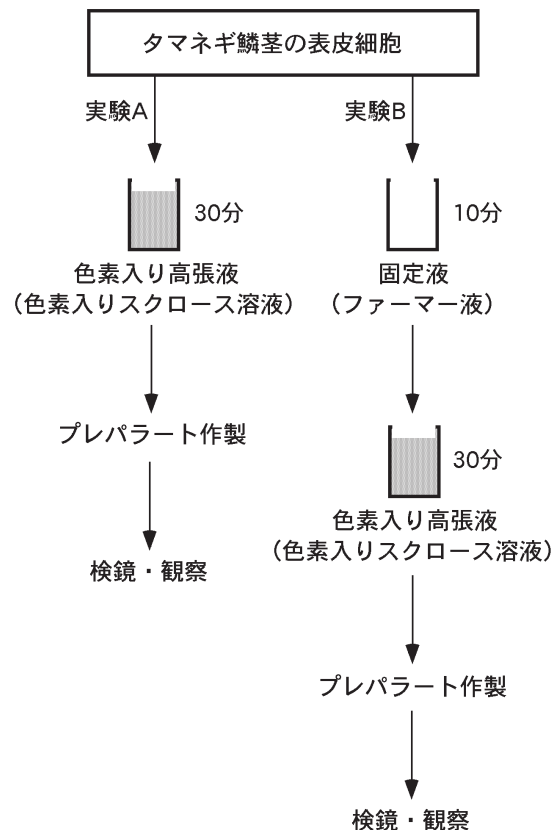 タマネギ鱗茎の表皮細胞
実験A
実験B
30分
10分
色素入り高張液
(色素入りスクロース溶液)
固定液
(ファーマー液)
プレパラート作製
30分
色素入り高張液
(色素入りスクロース溶液)
検鏡・観察
プレパラート作製
検鏡・観察